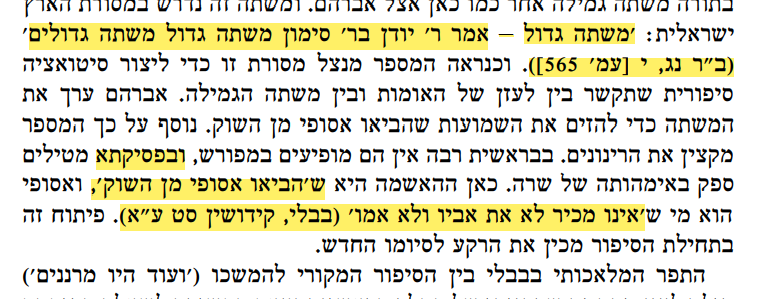 בתורה משתה גמילה אחר כמו כאן אצל אברהם. ומשתה זה נדרש במסורת הארץ
ישראלית: ׳משתה גדול – אמר ר׳ יודן בר׳ סימון משתה גדול משתה גדולים׳
(ב״ר נג, י [עמ׳ 565]). וכנראה המספר מנצל מסורת זו כדי ליצור סיטואציה
סיפורית שתקשר בין לעזן של האומות ובין משתה הגמילה. אברהם ערך את
המשתה כדי להזים את השמועות שהביאו אסופי מן השוק. נוסף על כך המספר
מקצין את הרינונים. בבראשית רבה אין הם מופיעים במפורש, ובפסיקתא מטילים
ספק באימהותה של שרה. כאן ההאשמה היא ש׳הביאו אסופי מן השוק׳, ואסופי
הוא מי ש׳אינו מכיר לא את אביו ולא אמו׳ (בבלי, קידושין סט ע״א). פיתוח זה
בתחילת הסיפור מכין את הרקע לסיומו החדש.
התפר המלאכותי בבבלי בין הסיפור המקורי להמשכו (׳ועוד היו מרננים׳)